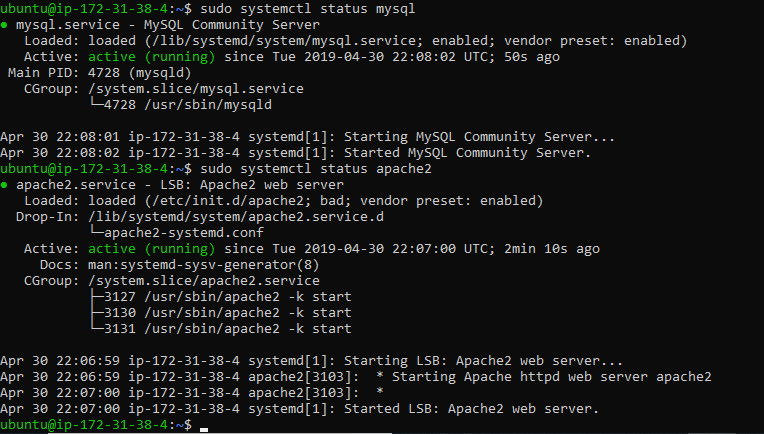 ubuntu@ip-172-31-38-4:~$ sudo systemctl status mysql
● mysql.service - MySQL Community Server
   Loaded: loaded (/lib/systemd/system/mysql.service; enabled; vendor preset: enabled)
   Active: active (running) since Tue 2019-04-30 22:08:02 UTC; 50s ago
 Main PID: 4728 (mysqld)
   CGroup: /system.slice/mysql.service
           └─4728 /usr/sbin/mysqld

Apr 30 22:08:01 ip-172-31-38-4 systemd[1]: Starting MySQL Community Server...
Apr 30 22:08:02 ip-172-31-38-4 systemd[1]: Started MySQL Community Server.
ubuntu@ip-172-31-38-4:~$ sudo systemctl status apache2
● apache2.service - LSB: Apache2 web server
   Loaded: loaded (/etc/init.d/apache2; bad; vendor preset: enabled)
  Drop-In: /lib/systemd/system/apache2.service.d
           └─apache2-systemd.conf
   Active: active (running) since Tue 2019-04-30 22:07:00 UTC; 2min 10s ago
     Docs: man:systemd-sysv-generator(8)
   CGroup: /system.slice/apache2.service
           ├─3127 /usr/sbin/apache2 -k start
           ├─3130 /usr/sbin/apache2 -k start
           └─3131 /usr/sbin/apache2 -k start

Apr 30 22:06:59 ip-172-31-38-4 systemd[1]: Starting LSB: Apache2 web server...
Apr 30 22:06:59 ip-172-31-38-4 apache2[3103]:  * Starting Apache httpd web server apache2
Apr 30 22:07:00 ip-172-31-38-4 apache2[3103]:  *
Apr 30 22:07:00 ip-172-31-38-4 systemd[1]: Started LSB: Apache2 web server.
ubuntu@ip-172-31-38-4:~$